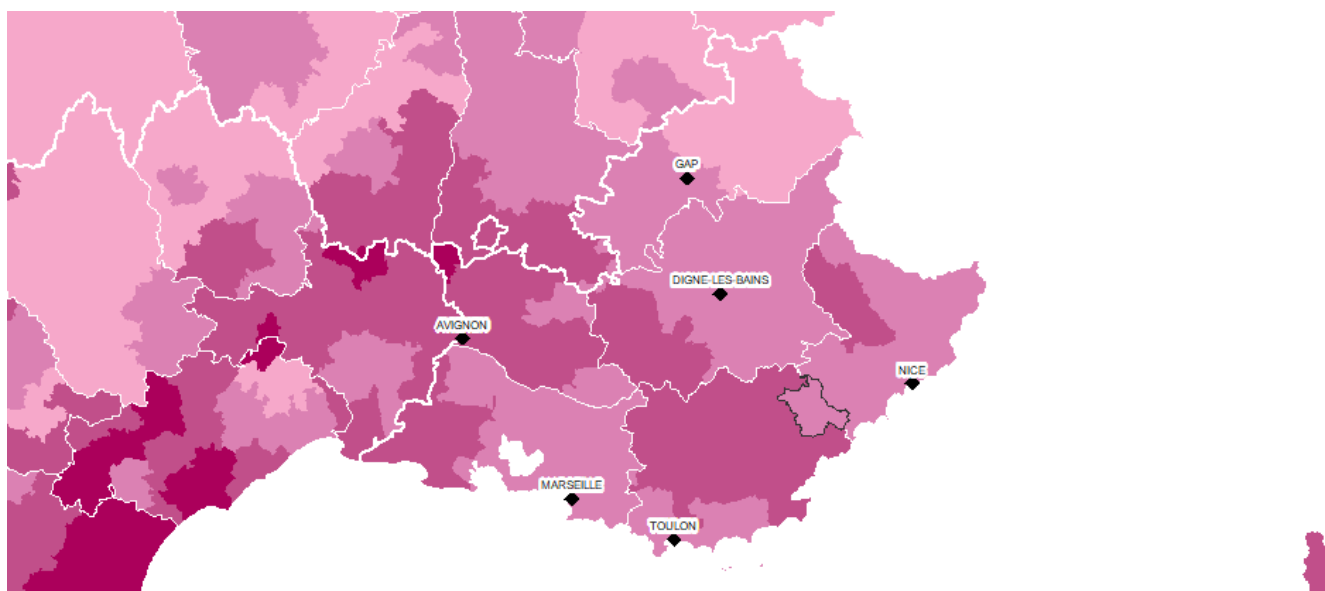 GAP
DIGNE-LES-BAINS
AVIGNON
NICE
MARSEILLE
TOULON